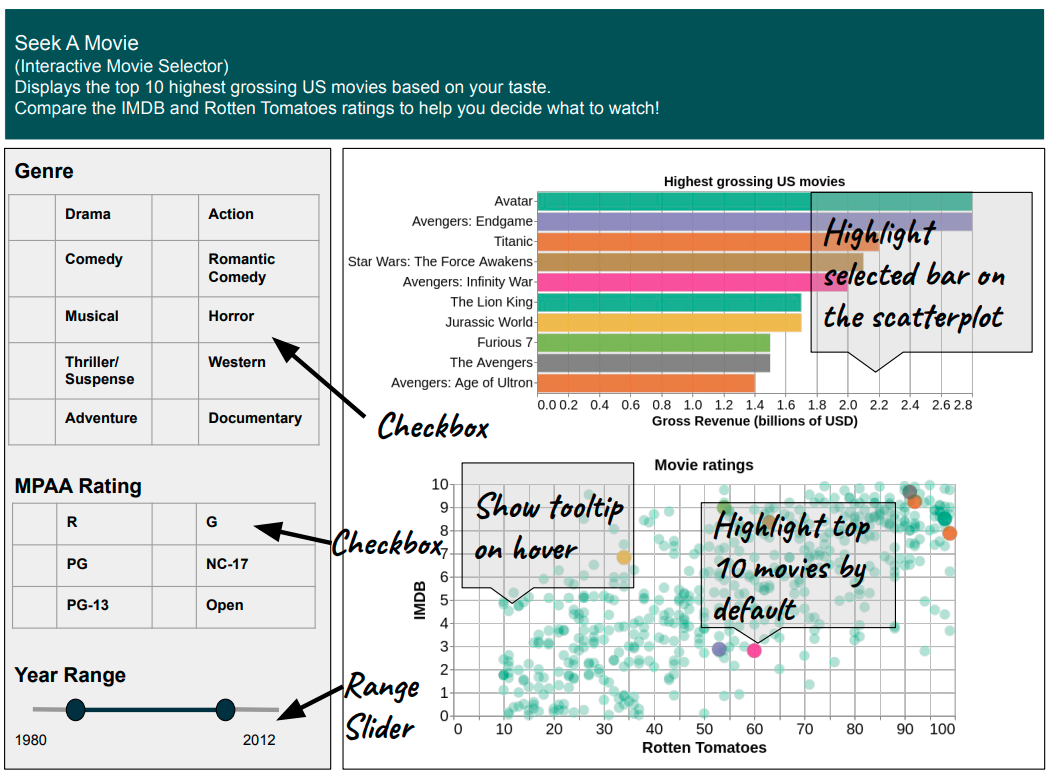 Seek A Movie
(Interactive Movie Selector)
Displays the top 10 highest grossing US movies based on your taste.
Compare the IMDB and Rotten Tomatoes ratings to help you decide what to watch!
Genre
Drama Action
Comedy Romantic Comedy
Musical Horror
Thriller/ Suspense Western
Adventure Documentary
Checkbox
MPAA Rating
R G
PG NC-17
PG-13 Open
Checkbox
Year Range
1980 2012
Range
Slider
Highest grossing US movies
Avatar
Avengers: Endgame
Titanic
Star Wars: The Force Awakens
Avengers: Infinity War
The Lion King
Jurassic World
Furious 7
The Avengers
Avengers: Age of Ultron
0.0 0.2 0.4 0.6 0.8 1.0 1.2 1.4 1.6 1.8 2.0 2.2 2.4 2.6 2.8
Gross Revenue (billions of USD)
Highlight
selected bar on
the scatterplot
Movie ratings
10
9
8
7
6
5
4
3
2
1
0
IMDB
0 10 20 30 40 50 60 70 80 90 100
Rotten Tomatoes
Show tooltip
on hover
Highlight top
10 movies by
default